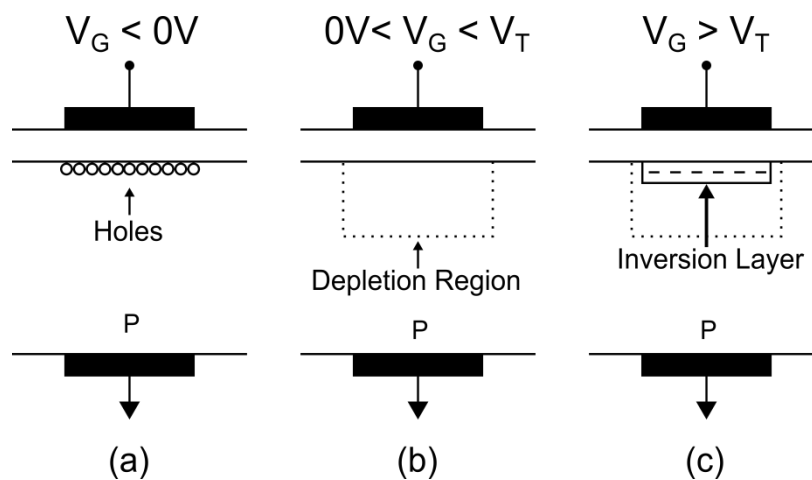 V_G < 0V
0V< V_G < V_T
V_G > V_T
Holes
Depletion Region
Inversion Layer
P
P
P
(a)
(b)
(c)